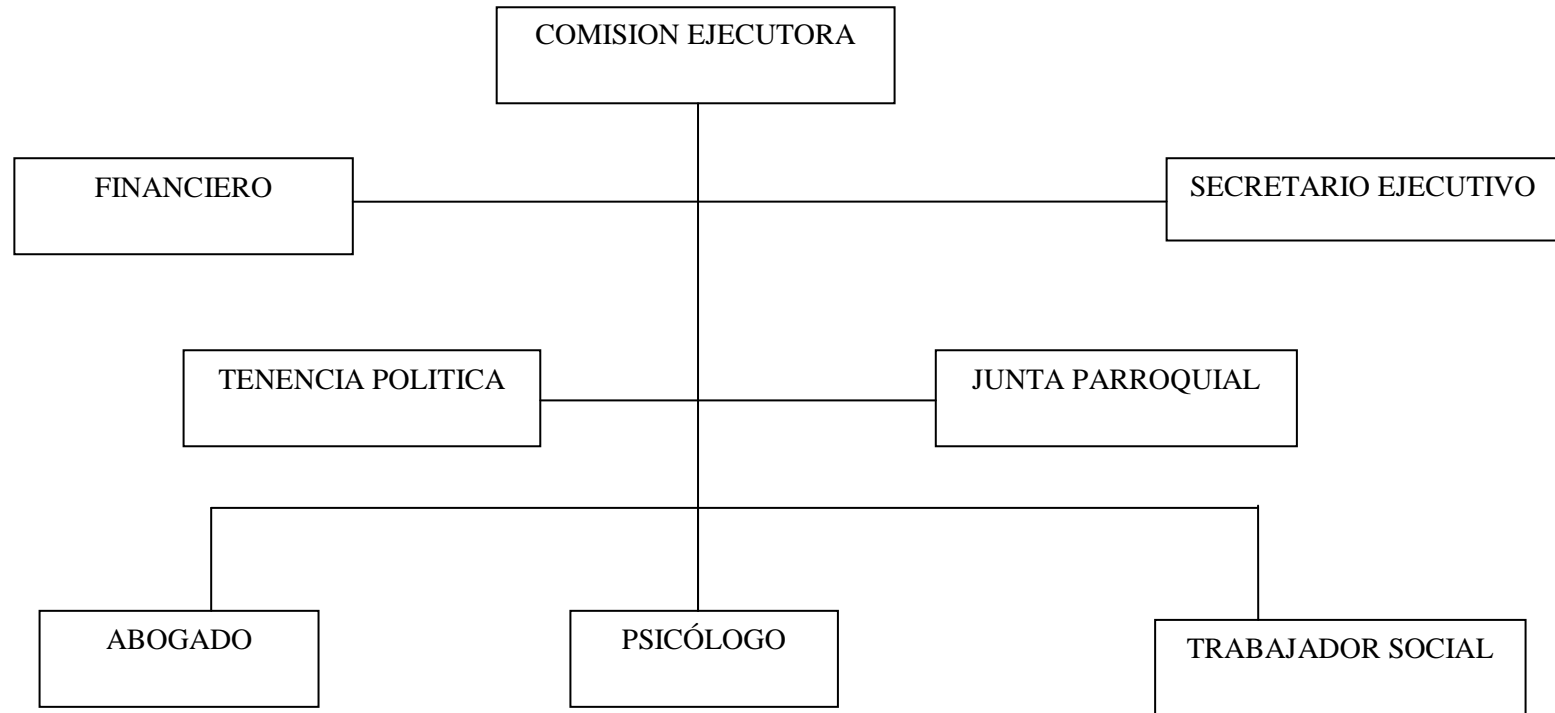 COMISION EJECUTORA
FINANCIERO
SECRETARIO EJECUTIVO
TENENCIA POLITICA
JUNTA PARROQUIAL
ABOGADO
PSICÓLOGO
TRABAJADOR SOCIAL